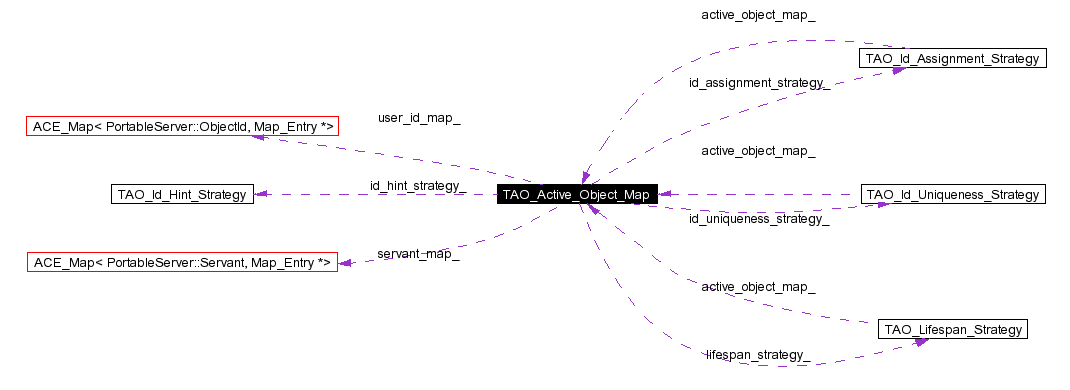 active_object_map_
TAO_Id_Assignment_Strategy
id_assignment_strategy_
user_id_map_
ACE_Map< PortableServer::ObjectId, Map_Entry *>
active_object_map_
id_hint_strategy_
TAO_Id_Hint_Strategy
TAO_Active_Object_Map
TAO_Id_Uniqueness_Strategy
id_uniqueness_strategy_
servant_map_
ACE_Map< PortableServer::Servant, Map_Entry *>
active_object_map_
TAO_Lifespan_Strategy
lifespan_strategy_